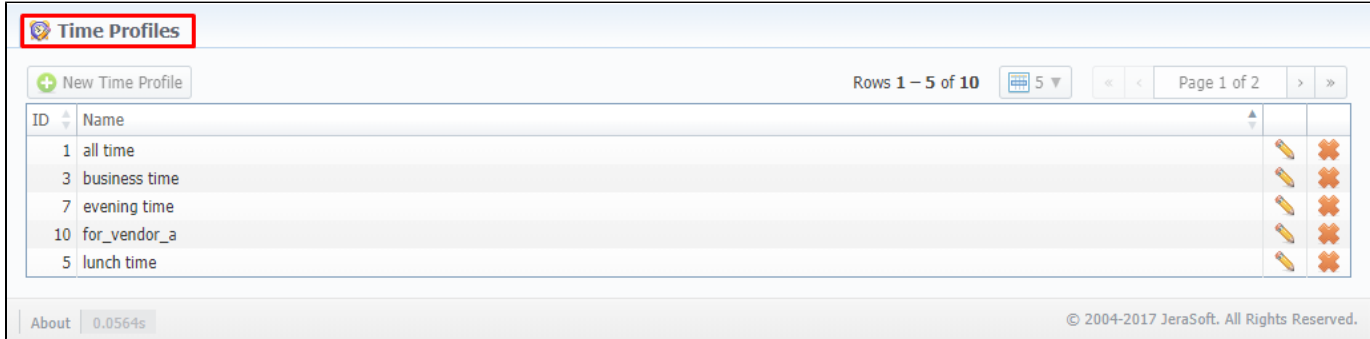 Time Profiles
New Time Profile Rows 1 – 5 of 10 5 ▼ « < Page 1 of 2 > »
ID Name
1 all time
3 business time
7 evening time
10 for_vendor_a
5 lunch time
About 0.0564s © 2004-2017 JeraSoft. All Rights Reserved.